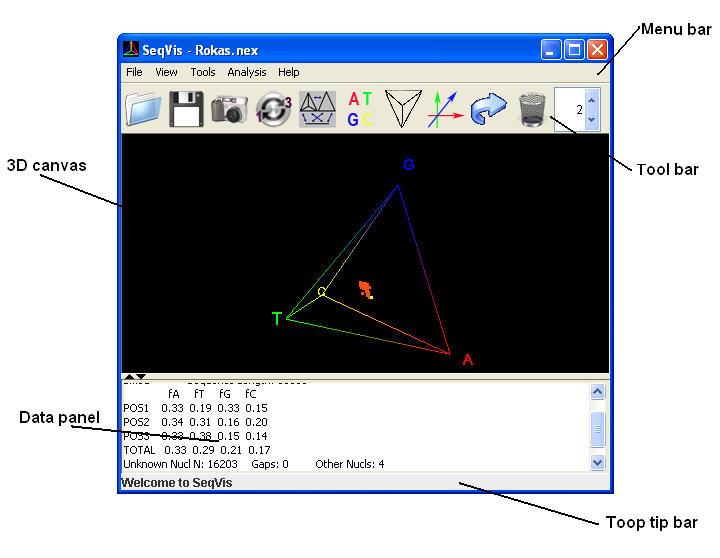 Menu bar
SeqVis - Rokas.nex
File View Tools Analysis Help
1 3
A T
G C
2
3D canvas
Tool bar
G
C
T
A
fA fT fG fC
POS1 0.33 0.19 0.33 0.15
POS2 0.34 0.31 0.16 0.20
POS3 0.33 0.38 0.15 0.14
TOTAL 0.33 0.29 0.21 0.17
Unknown Nucl N: 16203 Gaps: 0 Other Nucls: 4
Data panel
Welcome to SeqVis
Toop tip bar